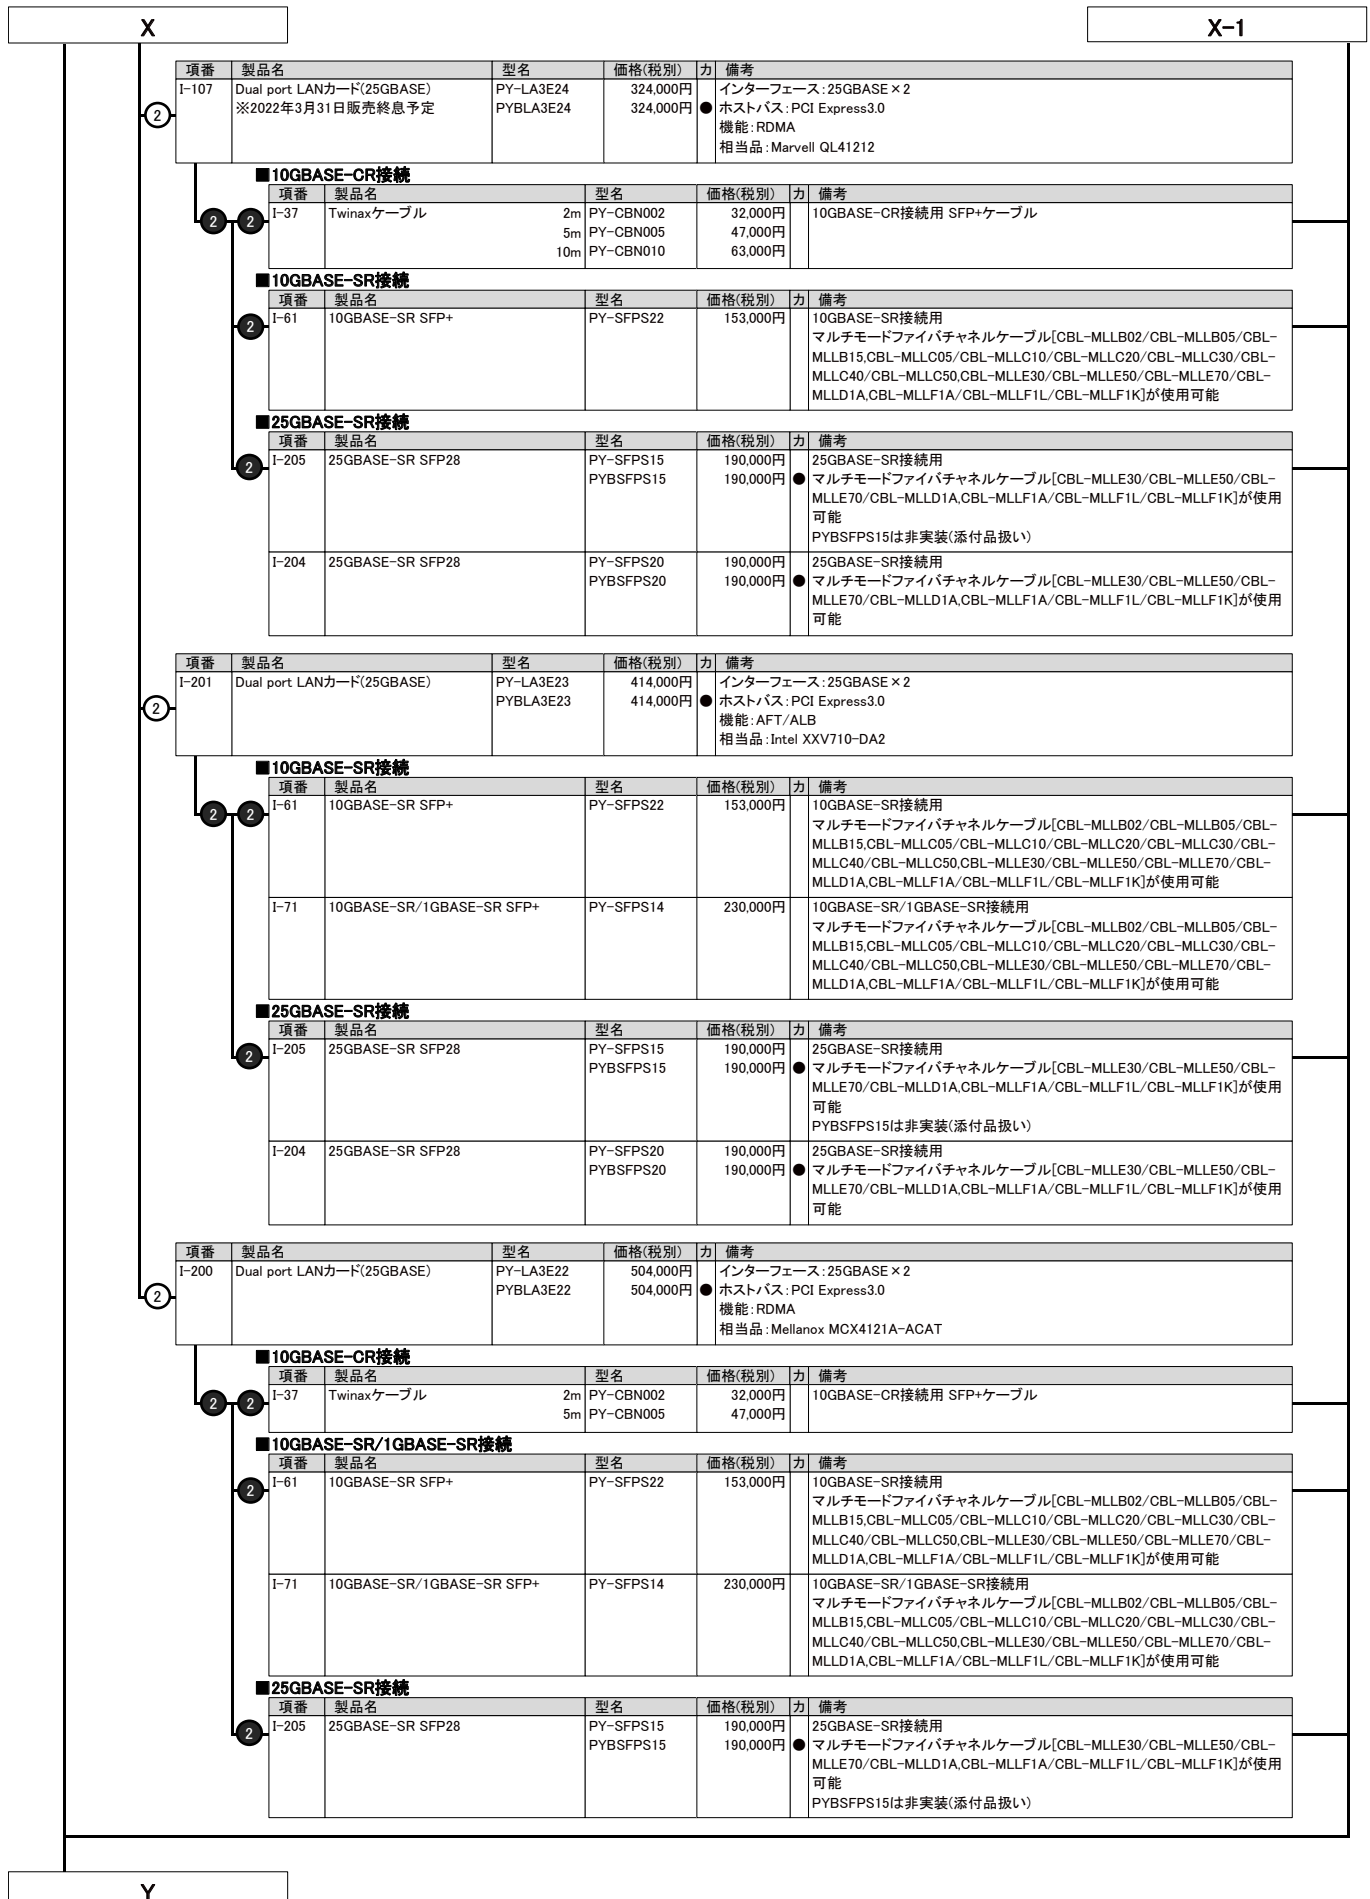 X
X-1
項番 製品名 型名 価格(税別) カ 備考
I-107 Dual port LANカード(25GBASE) PY-LA3E24 324,000円 インターフェース:25GBASE×2
※2022年3月31日販売終息予定 PYBLA3E24 324,000円 ● ホストバス:PCI Express3.0
機能:RDMA
相当品:Marvell QL41212
2
■10GBASE-CR接続
項番 製品名 型名 価格(税別) カ 備考
2 2 I-37 Twinaxケーブル 2m PY-CBN002 32,000円 10GBASE-CR接続用 SFP+ケーブル
5m PY-CBN005 47,000円
10m PY-CBN010 63,000円
■10GBASE-SR接続
項番 製品名 型名 価格(税別) カ 備考
2 I-61 10GBASE-SR SFP+ PY-SFPS22 153,000円 10GBASE-SR接続用
マルチモードファイバチャネルケーブル[CBL-MLLB02/CBL-MLLB05/CBL-
MLLB15,CBL-MLLC05/CBL-MLLC10/CBL-MLLC20/CBL-MLLC30/CBL-
MLLC40/CBL-MLLC50,CBL-MLLE30/CBL-MLLE50/CBL-MLLE70/CBL-
MLLD1A,CBL-MLLF1A/CBL-MLLF1L/CBL-MLLF1K]が使用可能
■25GBASE-SR接続
項番 製品名 型名 価格(税別) カ 備考
2 I-205 25GBASE-SR SFP28 PY-SFPS15 190,000円 25GBASE-SR接続用
PYBSFPS15 190,000円 ● マルチモードファイバチャネルケーブル[CBL-MLLE30/CBL-MLLE50/CBL-
MLLE70/CBL-MLLD1A,CBL-MLLF1A/CBL-MLLF1L/CBL-MLLF1K]が使用
可能
PYBSFPS15は非実装(添付品扱い)
I-204 25GBASE-SR SFP28 PY-SFPS20 190,000円 25GBASE-SR接続用
PYBSFPS20 190,000円 ● マルチモードファイバチャネルケーブル[CBL-MLLE30/CBL-MLLE50/CBL-
MLLE70/CBL-MLLD1A,CBL-MLLF1A/CBL-MLLF1L/CBL-MLLF1K]が使用
可能
項番 製品名 型名 価格(税別) カ 備考
I-201 Dual port LANカード(25GBASE) PY-LA3E23 414,000円 インターフェース:25GBASE×2
2 PYBLA3E23 414,000円 ● ホストバス:PCI Express3.0
機能:AFT/ALB
相当品:Intel XXV710-DA2
■10GBASE-SR接続
項番 製品名 型名 価格(税別) カ 備考
2 2 I-61 10GBASE-SR SFP+ PY-SFPS22 153,000円 10GBASE-SR接続用
マルチモードファイバチャネルケーブル[CBL-MLLB02/CBL-MLLB05/CBL-
MLLB15,CBL-MLLC05/CBL-MLLC10/CBL-MLLC20/CBL-MLLC30/CBL-
MLLC40/CBL-MLLC50,CBL-MLLE30/CBL-MLLE50/CBL-MLLE70/CBL-
MLLD1A,CBL-MLLF1A/CBL-MLLF1L/CBL-MLLF1K]が使用可能
I-71 10GBASE-SR/1GBASE-SR SFP+ PY-SFPS14 230,000円 10GBASE-SR/1GBASE-SR接続用
マルチモードファイバチャネルケーブル[CBL-MLLB02/CBL-MLLB05/CBL-
MLLB15,CBL-MLLC05/CBL-MLLC10/CBL-MLLC20/CBL-MLLC30/CBL-
MLLC40/CBL-MLLC50,CBL-MLLE30/CBL-MLLE50/CBL-MLLE70/CBL-
MLLD1A,CBL-MLLF1A/CBL-MLLF1L/CBL-MLLF1K]が使用可能
■25GBASE-SR接続
項番 製品名 型名 価格(税別) カ 備考
2 I-205 25GBASE-SR SFP28 PY-SFPS15 190,000円 25GBASE-SR接続用
PYBSFPS15 190,000円 ● マルチモードファイバチャネルケーブル[CBL-MLLE30/CBL-MLLE50/CBL-
MLLE70/CBL-MLLD1A,CBL-MLLF1A/CBL-MLLF1L/CBL-MLLF1K]が使用
可能
PYBSFPS15は非実装(添付品扱い)
I-204 25GBASE-SR SFP28 PY-SFPS20 190,000円 25GBASE-SR接続用
PYBSFPS20 190,000円 ● マルチモードファイバチャネルケーブル[CBL-MLLE30/CBL-MLLE50/CBL-
MLLE70/CBL-MLLD1A,CBL-MLLF1A/CBL-MLLF1L/CBL-MLLF1K]が使用
可能
項番 製品名 型名 価格(税別) カ 備考
I-200 Dual port LANカード(25GBASE) PY-LA3E22 504,000円 インターフェース:25GBASE×2
2 PYBLA3E22 504,000円 ● ホストバス:PCI Express3.0
機能:RDMA
相当品:Mellanox MCX4121A-ACAT
■10GBASE-CR接続
項番 製品名 型名 価格(税別) カ 備考
2 2 I-37 Twinaxケーブル 2m PY-CBN002 32,000円 10GBASE-CR接続用 SFP+ケーブル
5m PY-CBN005 47,000円
■10GBASE-SR/1GBASE-SR接続
項番 製品名 型名 価格(税別) カ 備考
2 I-61 10GBASE-SR SFP+ PY-SFPS22 153,000円 10GBASE-SR接続用
マルチモードファイバチャネルケーブル[CBL-MLLB02/CBL-MLLB05/CBL-
MLLB15,CBL-MLLC05/CBL-MLLC10/CBL-MLLC20/CBL-MLLC30/CBL-
MLLC40/CBL-MLLC50,CBL-MLLE30/CBL-MLLE50/CBL-MLLE70/CBL-
MLLD1A,CBL-MLLF1A/CBL-MLLF1L/CBL-MLLF1K]が使用可能
I-71 10GBASE-SR/1GBASE-SR SFP+ PY-SFPS14 230,000円 10GBASE-SR/1GBASE-SR接続用
マルチモードファイバチャネルケーブル[CBL-MLLB02/CBL-MLLB05/CBL-
MLLB15,CBL-MLLC05/CBL-MLLC10/CBL-MLLC20/CBL-MLLC30/CBL-
MLLC40/CBL-MLLC50,CBL-MLLE30/CBL-MLLE50/CBL-MLLE70/CBL-
MLLD1A,CBL-MLLF1A/CBL-MLLF1L/CBL-MLLF1K]が使用可能
■25GBASE-SR接続
項番 製品名 型名 価格(税別) カ 備考
2 I-205 25GBASE-SR SFP28 PY-SFPS15 190,000円 25GBASE-SR接続用
PYBSFPS15 190,000円 ● マルチモードファイバチャネルケーブル[CBL-MLLE30/CBL-MLLE50/CBL-
MLLE70/CBL-MLLD1A,CBL-MLLF1A/CBL-MLLF1L/CBL-MLLF1K]が使用
可能
PYBSFPS15は非実装(添付品扱い)
Y